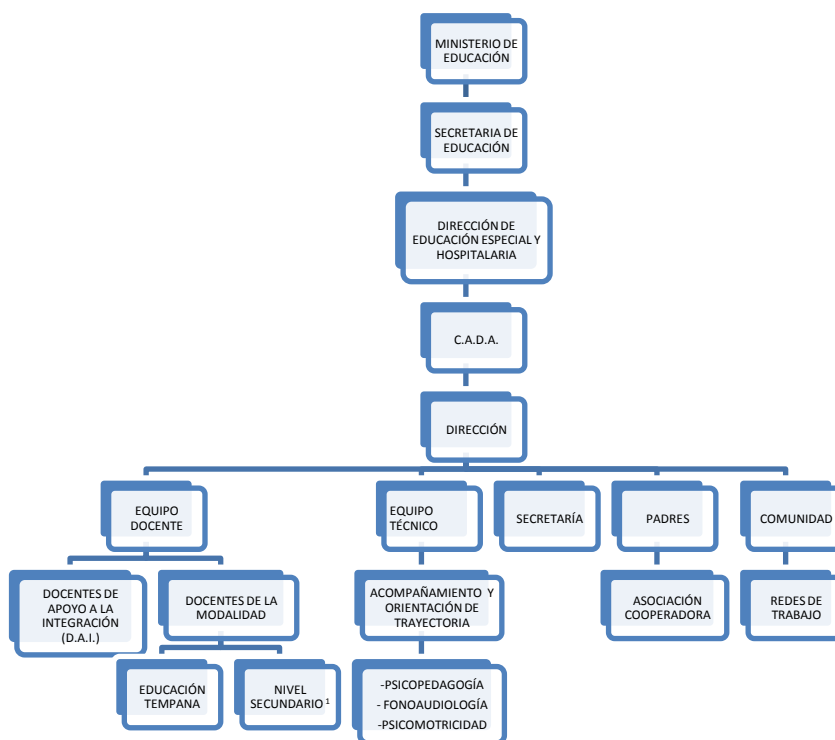 MINISTERIO DE
EDUCACIÓN
SECRETARIA DE
EDUCACIÓN
DIRECCIÓN DE
EDUCACIÓN ESPECIAL Y
HOSPITALARIA
C.A.D.A.
DIRECCIÓN
EQUIPO
DOCENTE
EQUIPO
TÉCNICO
SECRETARÍA
PADRES
COMUNIDAD
DOCENTES DE
APOYO A LA
INTEGRACIÓN
(D.A.I.)
DOCENTES DE LA
MODALIDAD
ACOMPAÑAMIENTO Y
ORIENTACIÓN DE
TRAYECTORIA
ASOCIACIÓN
COOPERADORA
REDES DE
TRABAJO
EDUCACIÓN
TEMPANA
NIVEL
SECUNDARIO ¹
-PSICOPEDAGOGÍA
- FONOAUDIOLOGÍA
-PSICOMOTRICIDAD